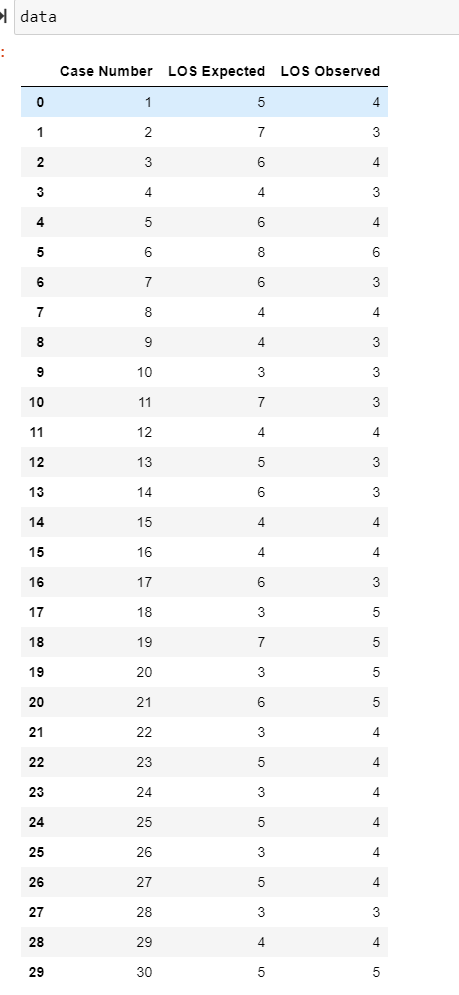 data
:
Case Number LOS Expected LOS Observed
0 1 5 4
1 2 7 3
2 3 6 4
3 4 4 3
4 5 6 4
5 6 8 6
6 7 6 3
7 8 4 4
8 9 4 3
9 10 3 3
10 11 7 3
11 12 4 4
12 13 5 3
13 14 6 3
14 15 4 4
15 16 4 4
16 17 6 3
17 18 3 5
18 19 7 5
19 20 3 5
20 21 6 5
21 22 3 4
22 23 5 4
23 24 3 4
24 25 5 4
25 26 3 4
26 27 5 4
27 28 3 3
28 29 4 4
29 30 5 5